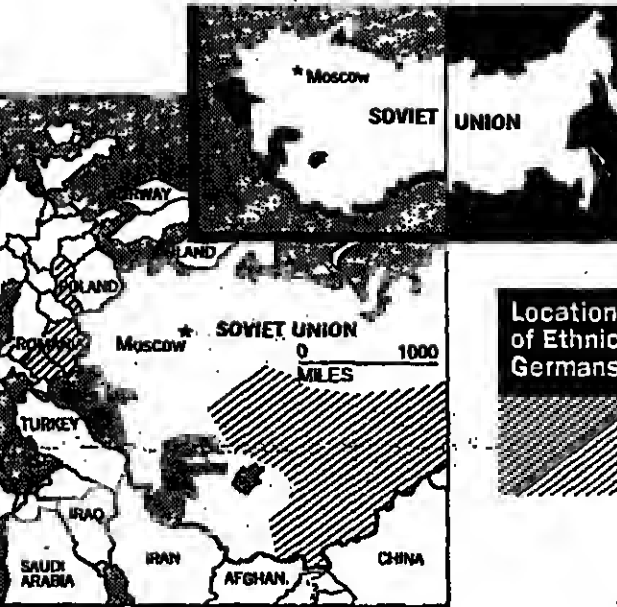 Moscow
SOVIET UNION
LAND
POLAND
ROMANIA
Moscow
SOVIET UNION
0 1000
MILES
Location
of Ethnic
Germans
TURKEY
IRAQ
SAUDI
ARABIA
IRAN
AFGHAN.
CHINA